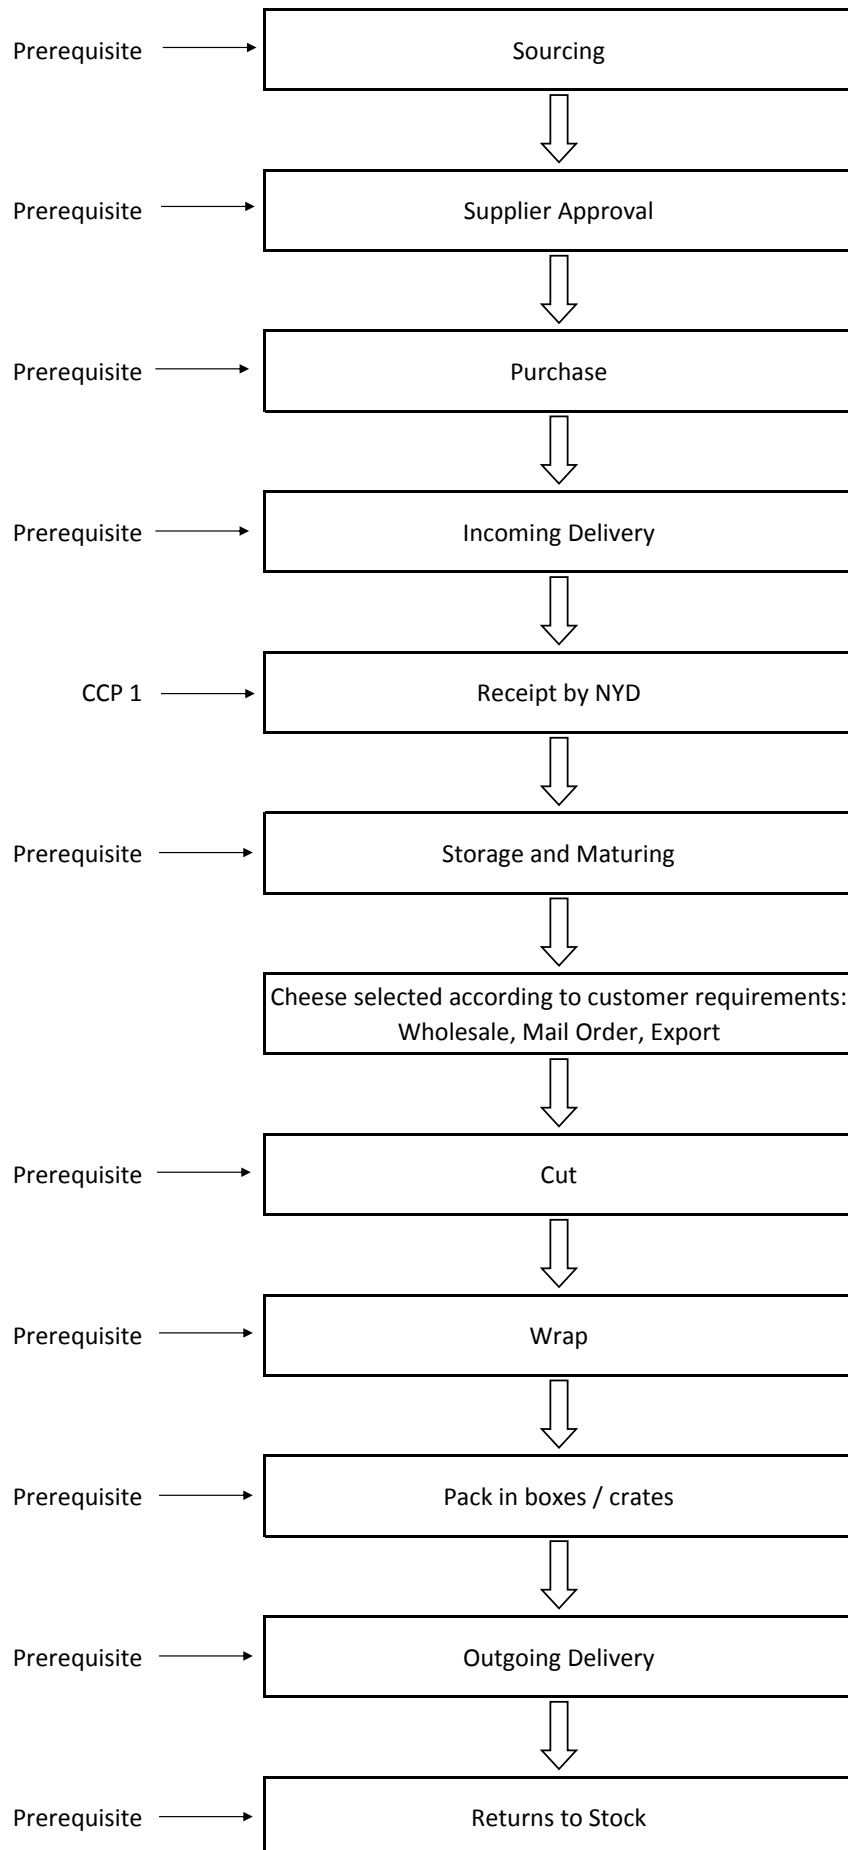 Prerequisite
Sourcing
Prerequisite
Supplier Approval
Prerequisite
Purchase
Prerequisite
Incoming Delivery
CCP 1
Receipt by NYD
Prerequisite
Storage and Maturing
Cheese selected according to customer requirements:
Wholesale, Mail Order, Export
Prerequisite
Cut
Prerequisite
Wrap
Prerequisite
Pack in boxes / crates
Prerequisite
Outgoing Delivery
Prerequisite
Returns to Stock